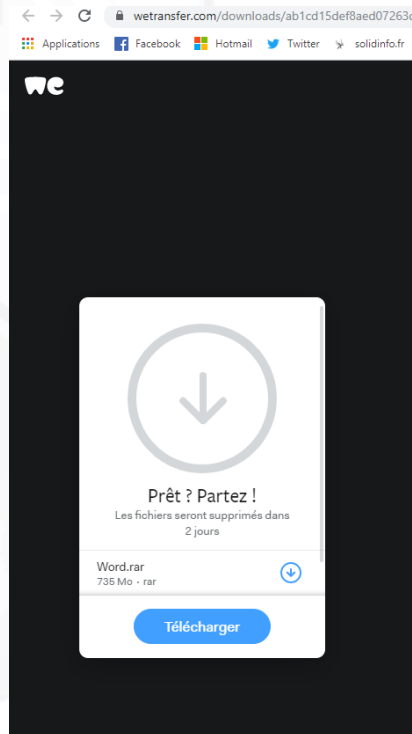 wetransfer.com/downloads/ab1cd15def8aed07263
Applications Facebook Hotmail Twitter solidinfo.fr
we
Prêt ? Partez !
Les fichiers seront supprimés dans
2 jours
Word.rar
735 Mo · rar
Télécharger